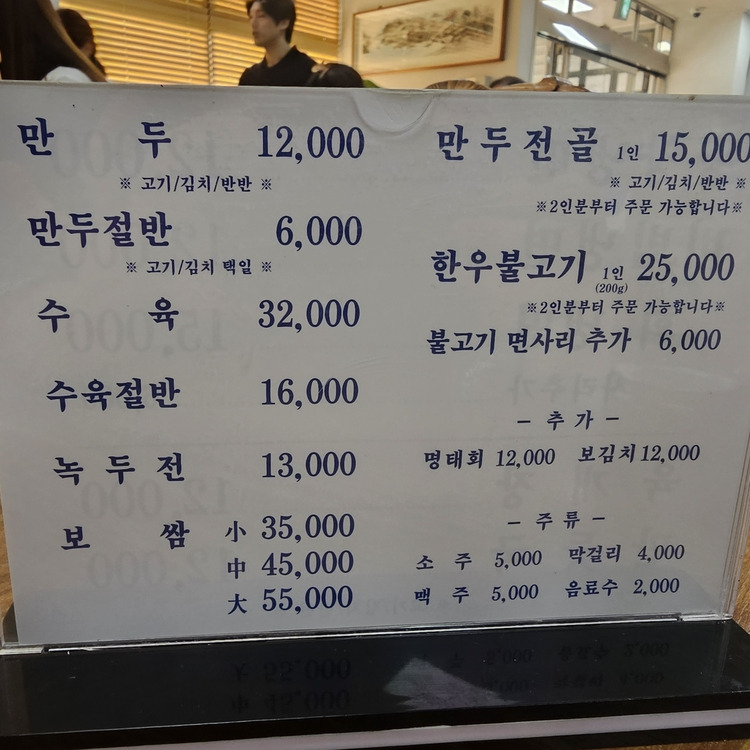 만 두 12,000
※ 고기/김치/반반 ※
만두절반 6,000
※ 고기/김치 택일 ※
수 육 32,000
수육절반 16,000
녹 두 전 13,000
보 쌈 小 35,000
中 45,000
大 55,000
만 두 전 골 1인 15,000
※ 고기/김치/반반 ※
※2인분부터 주문 가능합니다※
한우불고기 1인 25,000
(200g)
※2인분부터 주문 가능합니다※
불고기 면사리 추가 6,000
- 추 가 -
명태회 12,000 보김치 12,000
- 주 류 -
소 주 5,000 막걸리 4,000
맥 주 5,000 음료수 2,000